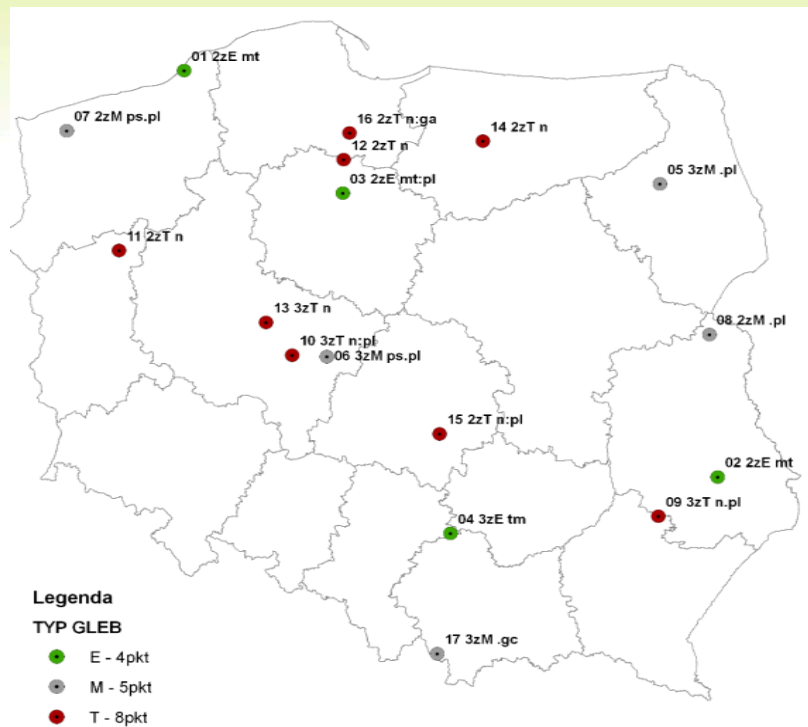 01 2zE mt
07 2zM ps.pl
16 2zT n:ga
14 2zT n
12 2zT n
05 3zM .pl
03 2zE mt:pl
11 2zT n
13 3zT n
08 2zM .pl
10 3zT n:pl
06 3zM ps.pl
15 2zT n:pl
02 2zE mt
09 3zT n.pl
04 3zE tm
17 3zM .gc
Legenda
TYP GLEB
E - 4pkt
M - 5pkt
T - 8pkt